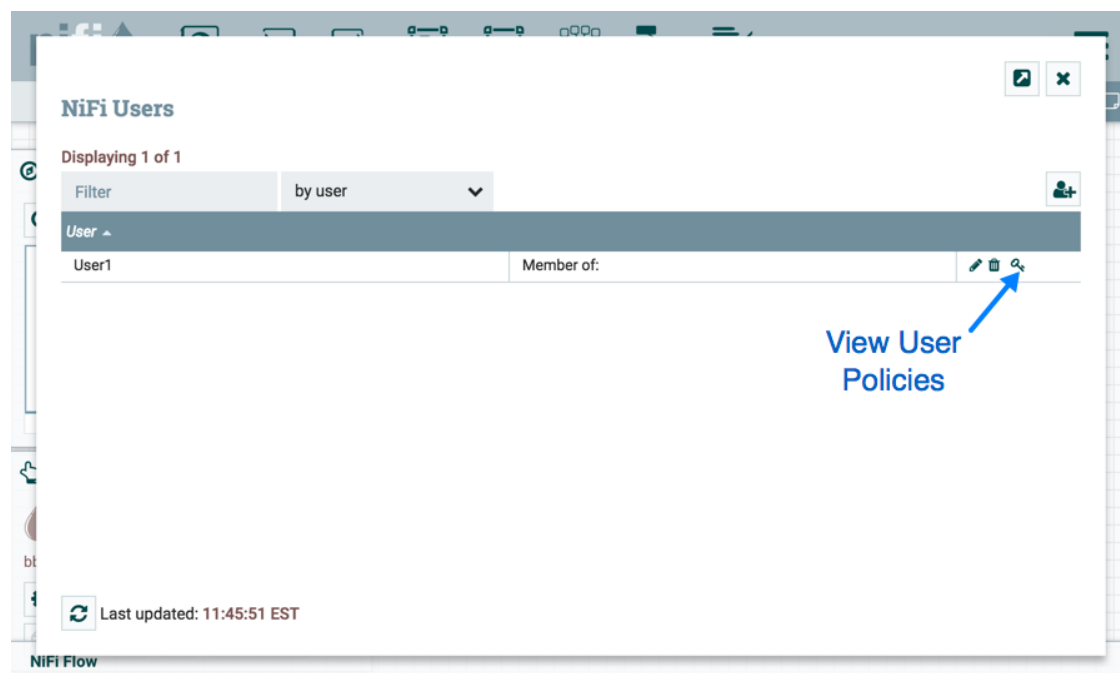 NiFi Users
Displaying 1 of 1
Filter by user
User
User1 Member of:
View User
Policies
Last updated: 11:45:51 EST
NiFi Flow